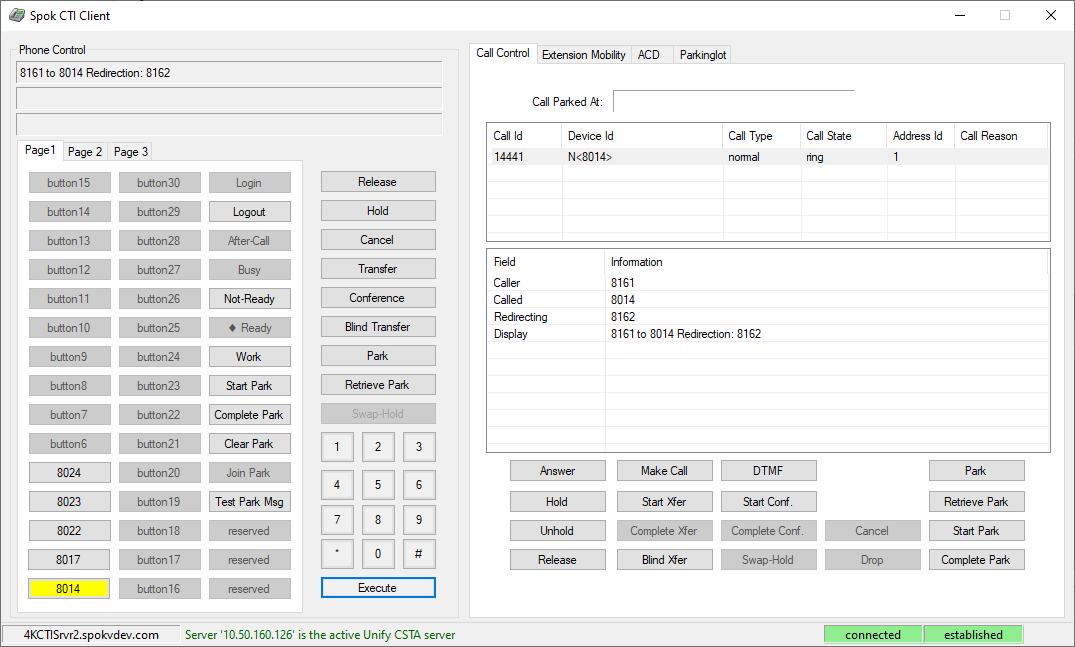 Spok CTI Client
Phone Control
8161 to 8014 Redirection: 8162
Page1 Page 2 Page 3
button15 button30 Login
button14 button29 Logout
button13 button28 After-Call
button12 button27 Busy
button11 button26 Not-Ready
button10 button25 ♦ Ready
button9 button24 Work
button8 button23 Start Park
button7 button22 Complete Park
button6 button21 Clear Park
8024 button20 Join Park
8023 button19 Test Park Msg
8022 button18 reserved
8017 button17 reserved
8014 button16 reserved
Release
Hold
Cancel
Transfer
Conference
Blind Transfer
Park
Retrieve Park
Swap-Hold
1 2 3
4 5 6
7 8 9
* 0 #
Execute
Call Control Extension Mobility ACD Parkinglot
Call Parked At:
Call Id Device Id Call Type Call State Address Id Call Reason
14441 N<8014> normal ring 1
Field Information
Caller 8161
Called 8014
Redirecting 8162
Display 8161 to 8014 Redirection: 8162
Answer Make Call DTMF Park
Hold Start Xfer Start Conf. Retrieve Park
Unhold Complete Xfer Complete Conf. Cancel Start Park
Release Blind Xfer Swap-Hold Drop Complete Park
4KCTISrvr2.spokvdev.com Server '10.50.160.126' is the active Unify CSTA server connected established